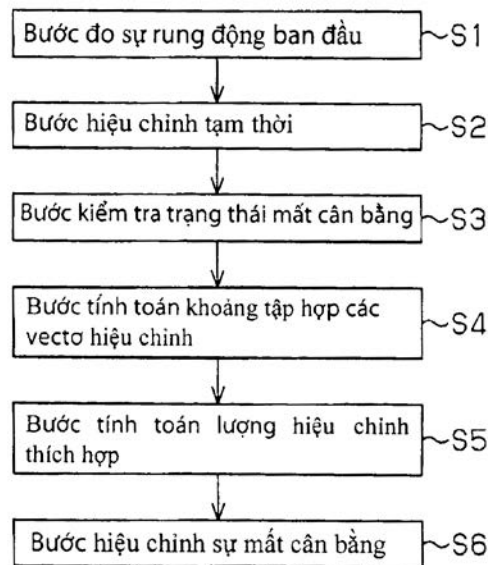 Bước đo sự rung động ban đầu ~S1
Bước hiệu chỉnh tạm thời ~S2
Bước kiểm tra trạng thái mất cân bằng ~S3
Bước tính toán khoảng tập hợp các
vectơ hiệu chỉnh ~S4
Bước tính toán lượng hiệu chỉnh
thích hợp ~S5
Bước hiệu chỉnh sự mất cân bằng ~S6